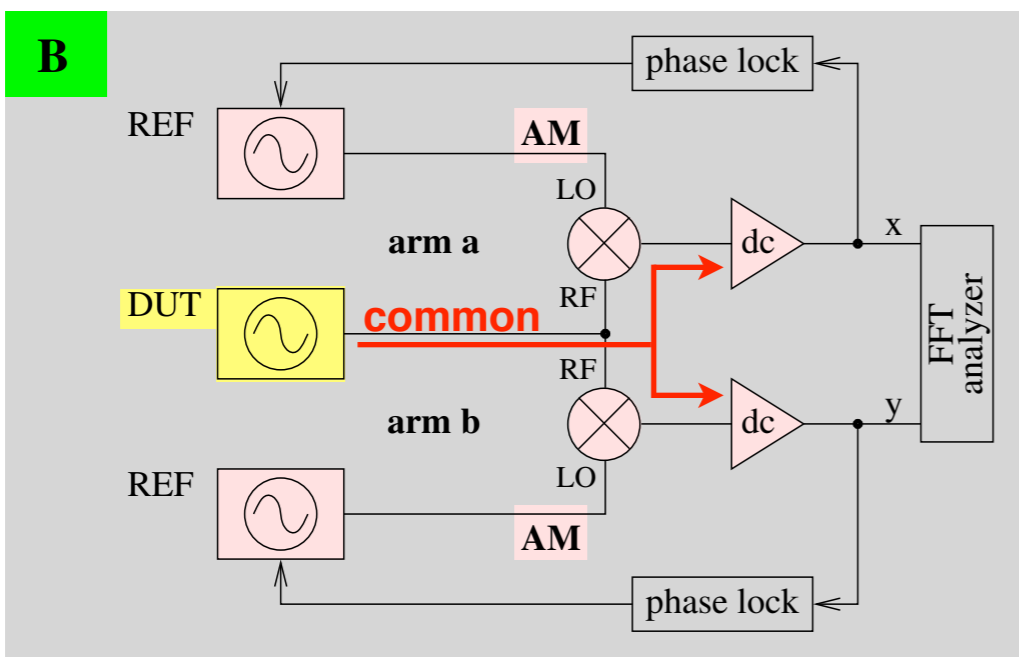 B
phase lock
REF
AM
LO
arm a
dc
x
RF
DUT
common
FFT
analyzer
RF
arm b
dc
y
LO
REF
AM
phase lock